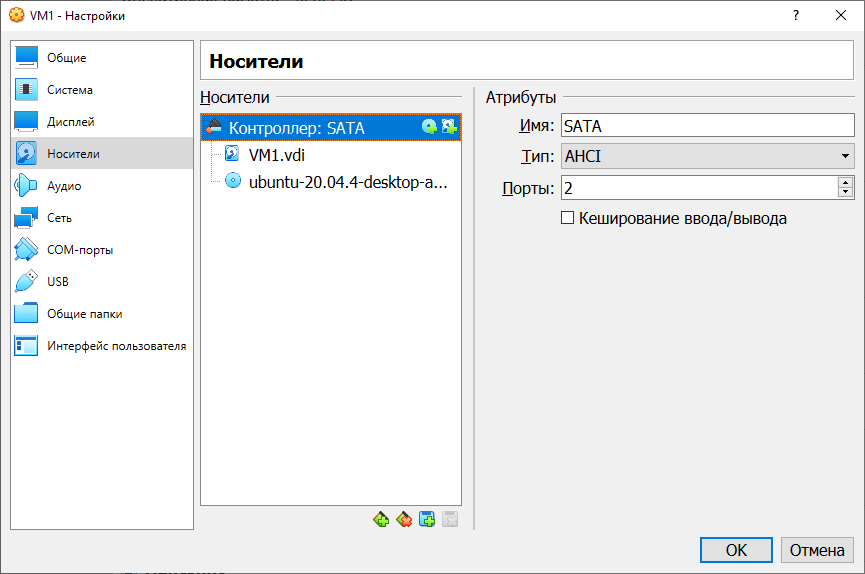 VM1 - Настройки
?
Общие
Система
Дисплей
Носители
Аудио
Сеть
COM-порты
USB
Общие папки
Интерфейс пользователя
Носители
Носители
Контроллер: SATA
VM1.vdi
ubuntu-20.04.4-desktop-a...
Атрибуты
Имя: SATA
Тип: AHCI
Порты: 2
Кеширование ввода/вывода
OK
Отмена